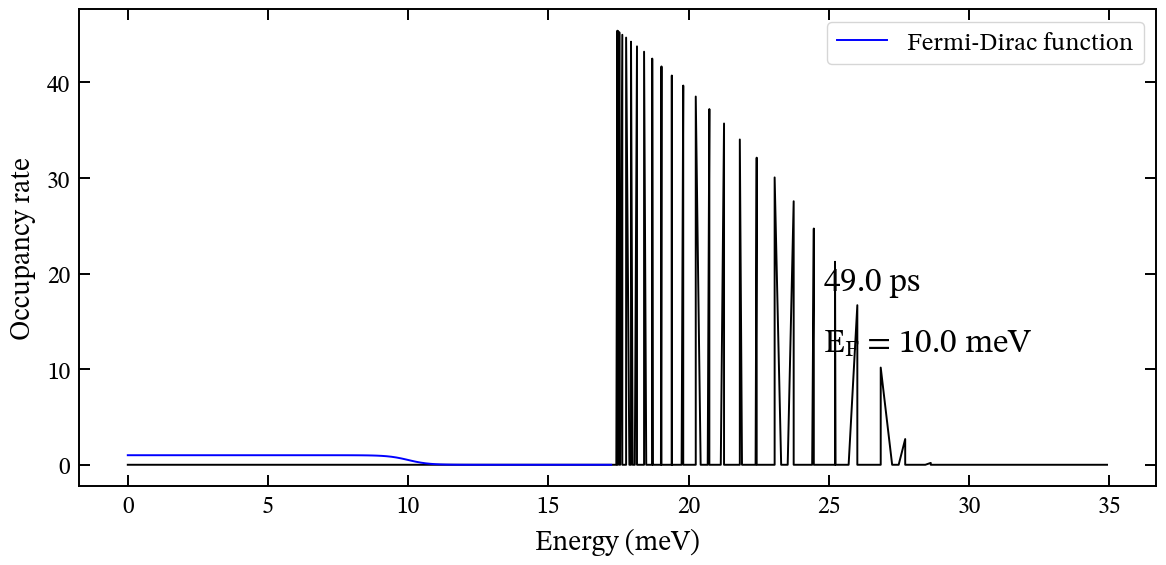 Fermi-Dirac function
Occupancy rate
40
30
20
10
0
49.0 ps
E_F = 10.0 meV
0 5 10 15 20 25 30 35
Energy (meV)